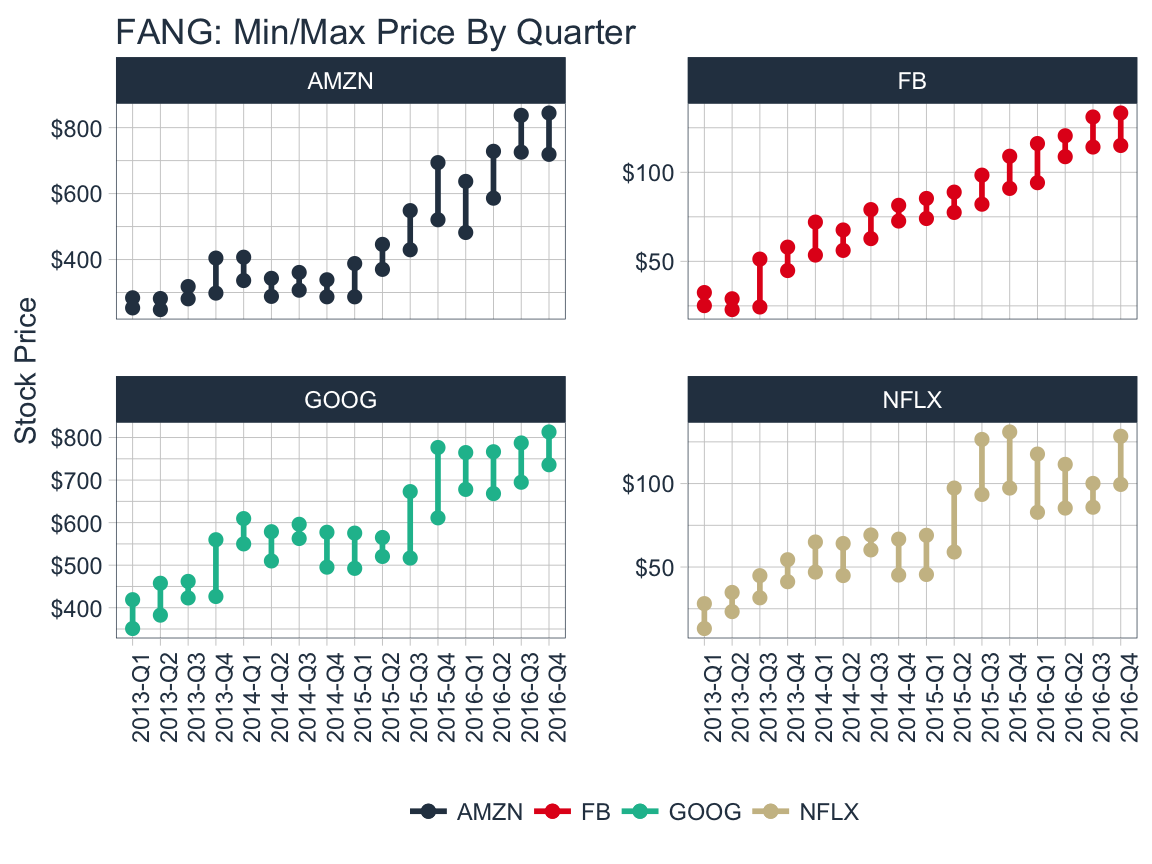 FANG: Min/Max Price By Quarter
AMZN
FB
$800
$600
$400
$100
$50
Stock Price
GOOG
NFLX
$800
$700
$600
$500
$400
$100
$50
2013-Q1
2013-Q2
2013-Q3
2013-Q4
2014-Q1
2014-Q2
2014-Q3
2014-Q4
2015-Q1
2015-Q2
2015-Q3
2015-Q4
2016-Q1
2016-Q2
2016-Q3
2016-Q4
2013-Q1
2013-Q2
2013-Q3
2013-Q4
2014-Q1
2014-Q2
2014-Q3
2014-Q4
2015-Q1
2015-Q2
2015-Q3
2015-Q4
2016-Q1
2016-Q2
2016-Q3
2016-Q4
AMZN FB GOOG NFLX